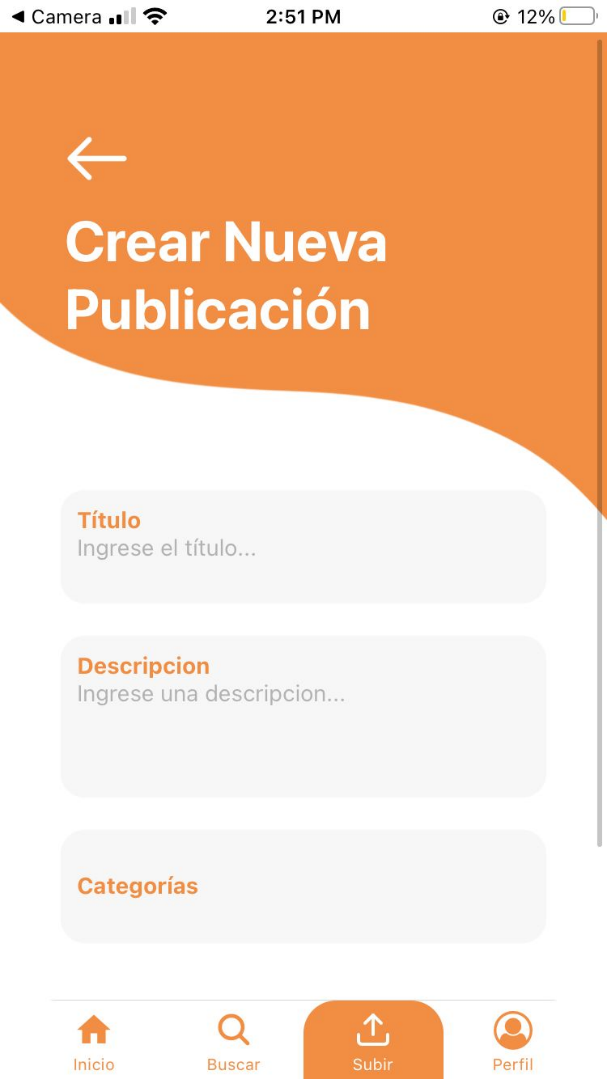 ◀ Camera
2:51 PM
12%
Crear Nueva
Publicación
Título
Ingrese el título...
Descripcion
Ingrese una descripcion...
Categorías
Inicio
Buscar
Subir
Perfil